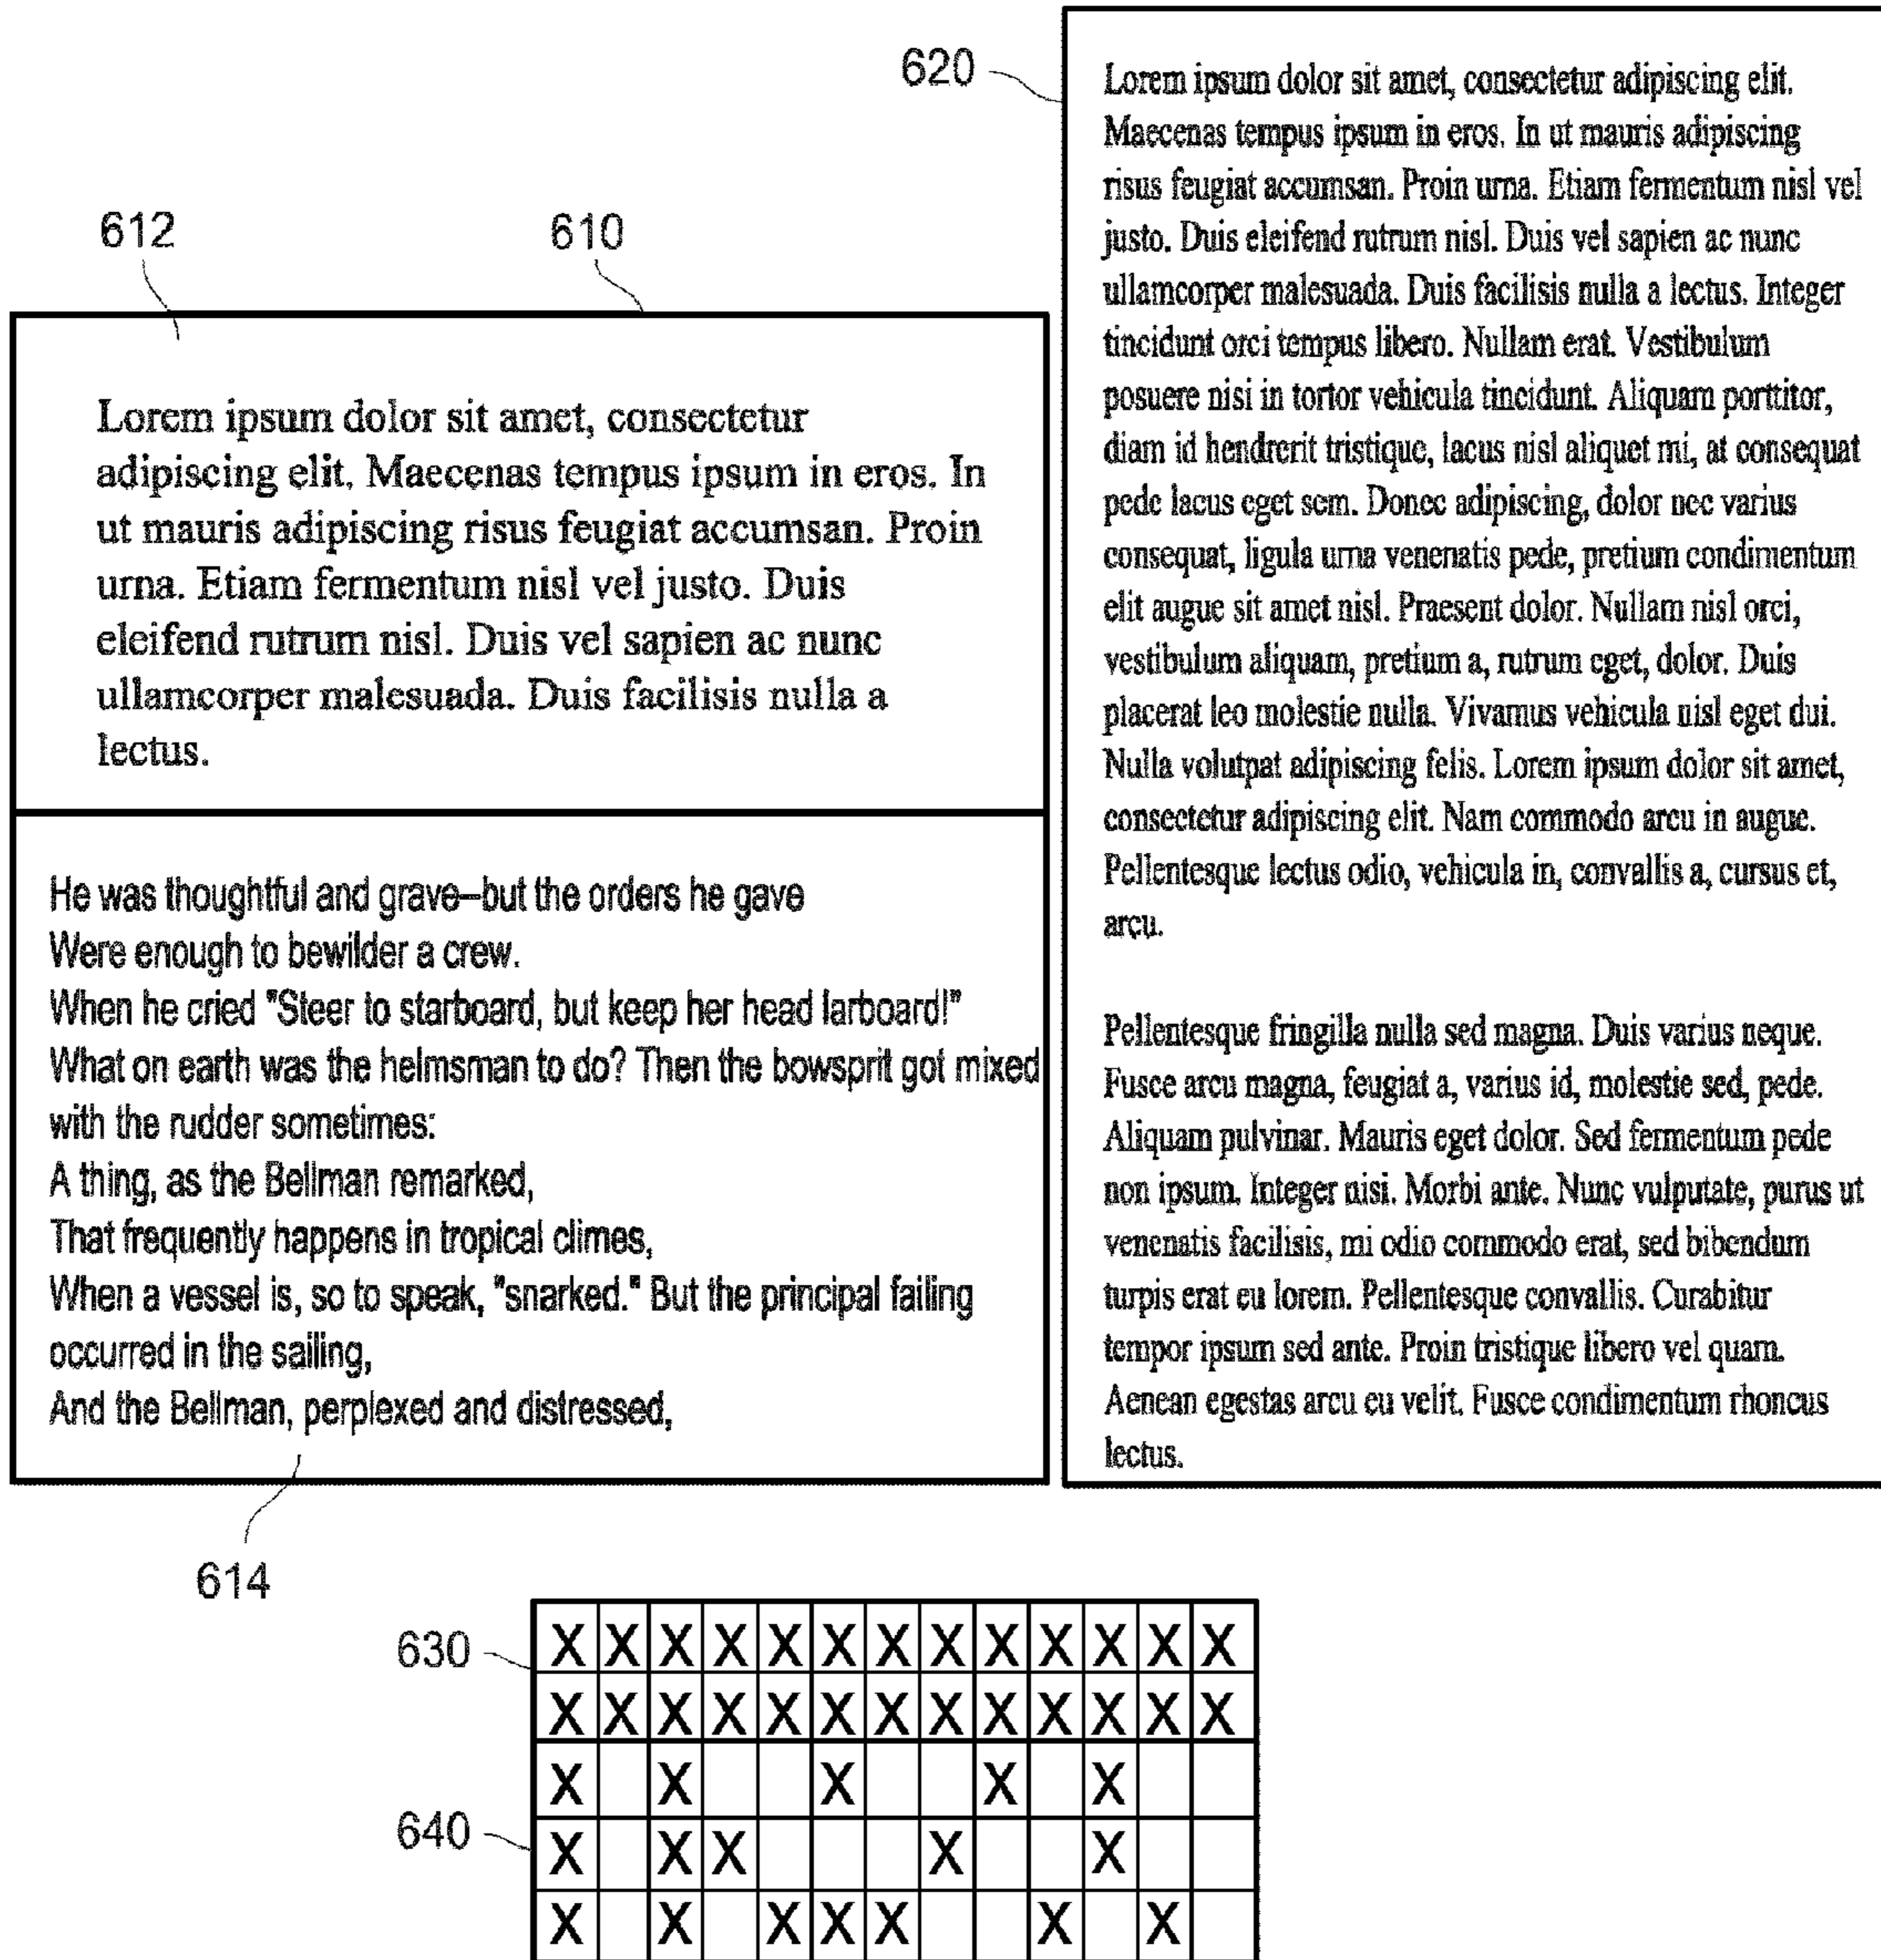 620
612
610
Lorem ipsum dolor sit amet, consectetur
adipiscing elit. Maecenas tempus ipsum in eros. In
ut mauris adipiscing risus feugiat accumsan. Proin
urna. Etiam fermentum nisl vel justo. Duis
eleifend rutrum nisl. Duis vel sapien ac nunc
ullamcorper malesuada. Duis facilisis nulla a
lectus.
He was thoughtful and grave–but the orders he gave
Were enough to bewilder a crew.
When he cried "Steer to starboard, but keep her head larboard!"
What on earth was the helmsman to do? Then the bowsprit got mixed
with the rudder sometimes:
A thing, as the Bellman remarked,
That frequently happens in tropical climes,
When a vessel is, so to speak, "snarked." But the principal failing
occurred in the sailing,
And the Bellman, perplexed and distressed,
614
Lorem ipsum dolor sit amet, consectetur adipiscing elit.
Maecenas tempus ipsum in eros. In ut mauris adipiscing
risus feugiat accumsan. Proin urna. Etiam fermentum nisl vel
justo. Duis eleifend rutrum nisl. Duis vel sapien ac nunc
ullamcorper malesuada. Duis facilisis nulla a lectus. Integer
tincidunt orci tempus libero. Nullam erat. Vestibulum
posuere nisi in tortor vehicula tincidunt. Aliquam porttitor,
diam id hendrerit tristique, lacus nisl aliquet mi, at consequat
pede lacus eget sem. Donec adipiscing, dolor nec varius
consequat, ligula urna venenatis pede, pretium condimentum
elit augue sit amet nisl. Praesent dolor. Nullam nisl orci,
vestibulum aliquam, pretium a, rutrum eget, dolor. Duis
placerat leo molestie nulla. Vivamus vehicula nisl eget dui.
Nulla volutpat adipiscing felis. Lorem ipsum dolor sit amet,
consectetur adipiscing elit. Nam commodo arcu in augue.
Pellentesque lectus odio, vehicula in, convallis a, cursus et,
arcu.
Pellentesque fringilla nulla sed magna. Duis varius neque.
Fusce arcu magna, feugiat a, varius id, molestie sed, pede.
Aliquam pulvinar. Mauris eget dolor. Sed fermentum pede
non ipsum. Integer nisi. Morbi ante. Nunc vulputate, purus ut
venenatis facilisis, mi odio commodo erat, sed bibendum
turpis erat eu lorem. Pellentesque convallis. Curabitur
tempor ipsum sed ante. Proin tristique libero vel quam.
Aenean egestas arcu eu velit. Fusce condimentum rhoncus
lectus.
630
X X X X X X X X X X X X X
X X X X X X X X X X X X X
X X X X X
640
X X X X X
X X X X X X X